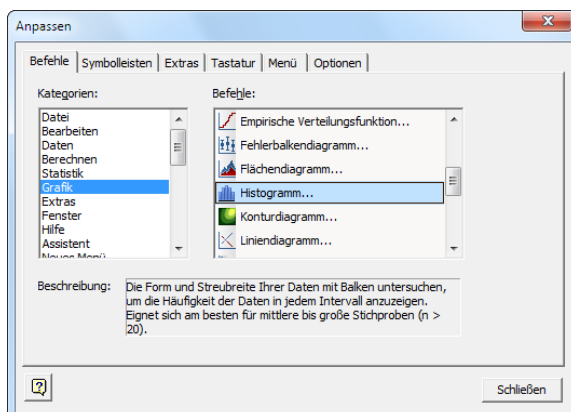 Anpassen
Befehle Symbolleisten Extras Tastatur Menü Optionen
Kategorien:
Datei
Bearbeiten
Daten
Berechnen
Statistik
Grafik
Extras
Fenster
Hilfe
Assistent
Neues Menü
Befehle:
Empirische Verteilungsfunktion...
Fehlerbalkendiagramm...
Flächendiagramm...
Histogramm...
Konturdiagramm...
Liniendiagramm...
Beschreibung:
Die Form und Streubreite Ihrer Daten mit Balken untersuchen,
um die Häufigkeit der Daten in jedem Intervall anzuzeigen.
Eignet sich am besten für mittlere bis große Stichproben (n >
20).
Schließen